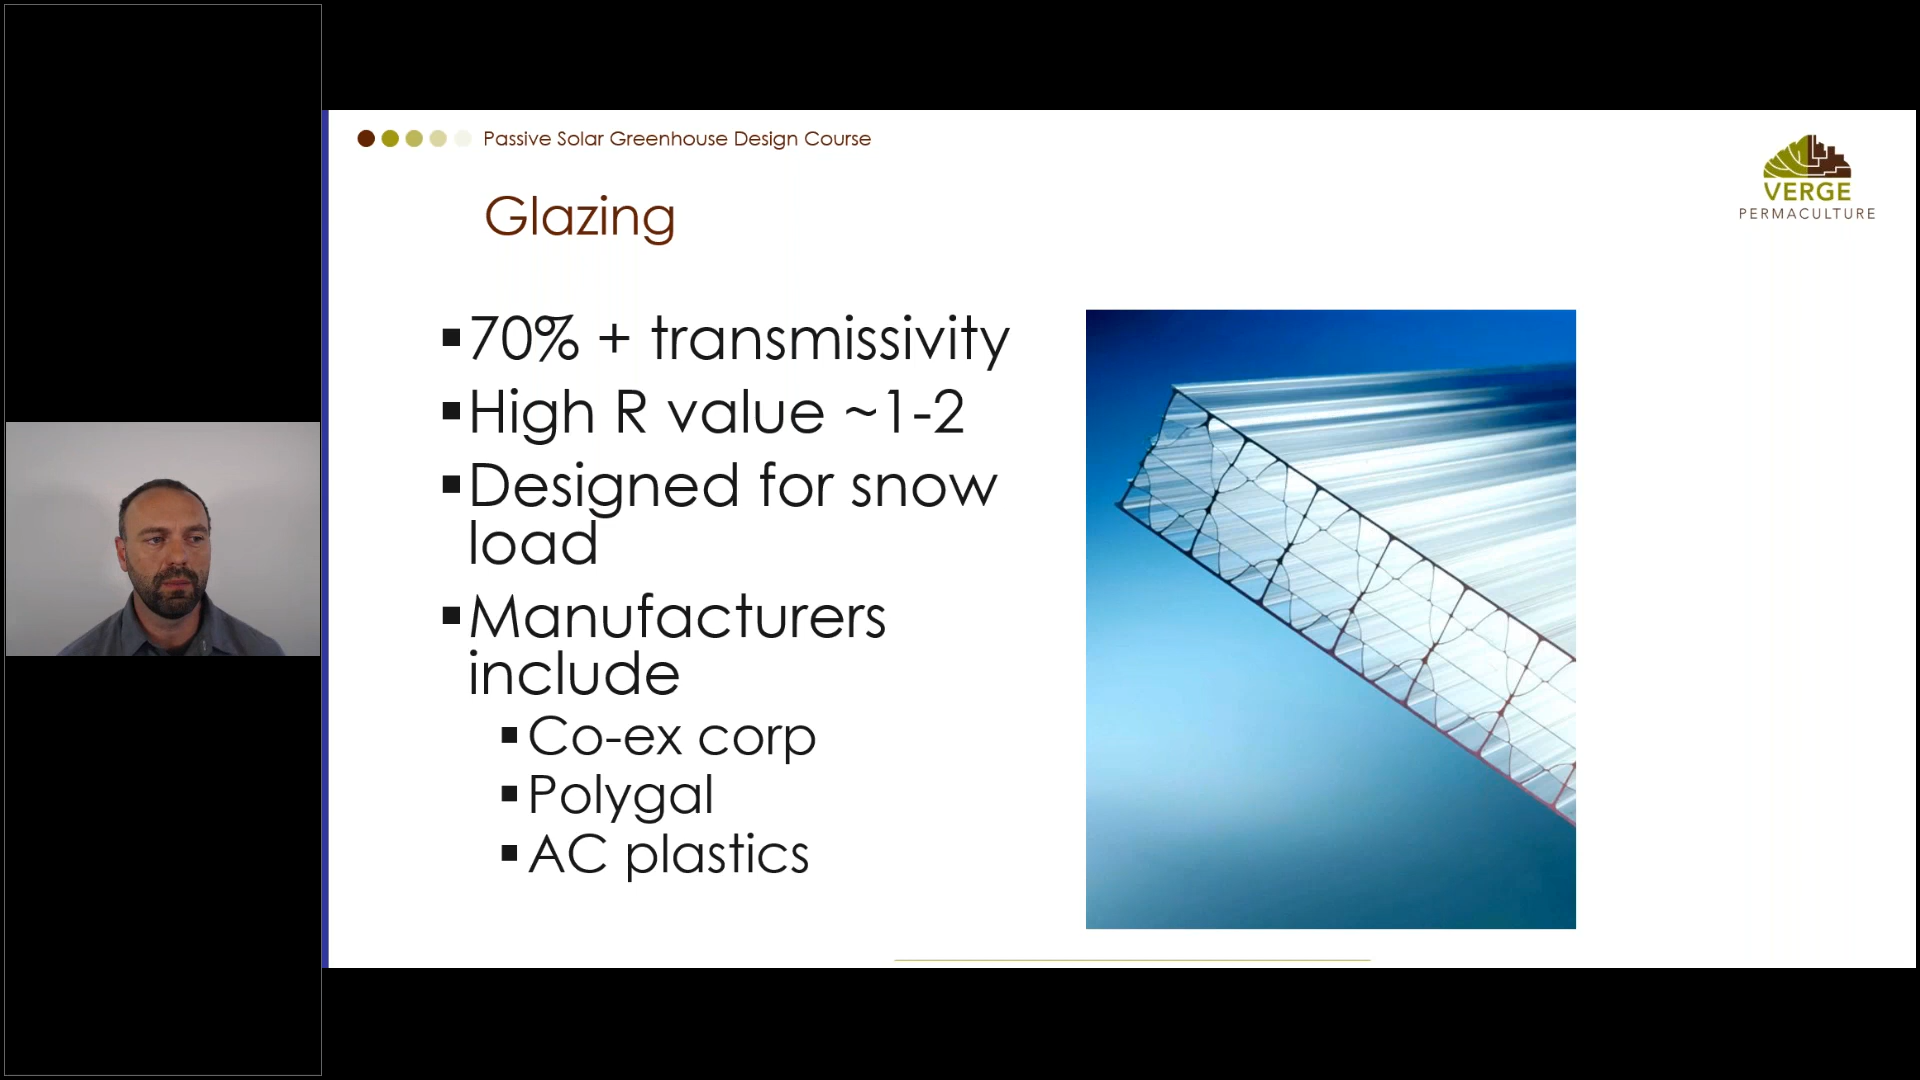 Passive Solar Greenhouse Design Course
VERGE
PERMACULTURE
Glazing
70% + transmissivity
High R value ~1-2
Designed for snow
load
Manufacturers
include
Co-ex corp
Polygal
AC plastics